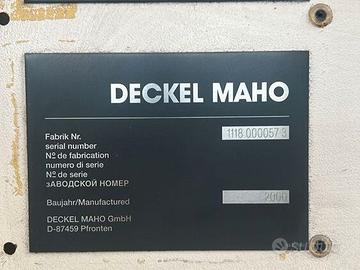 DECKEL MAHO
Fabrik Nr. 1118 000057 3
serial number
No de fabrication
numero di serie
No de serie
зАВОДСКОЙ НОМЕР
Baujahr/Manufactured 2000
DECKEL MAHO GmbH
D-87459 Pfronten
subito